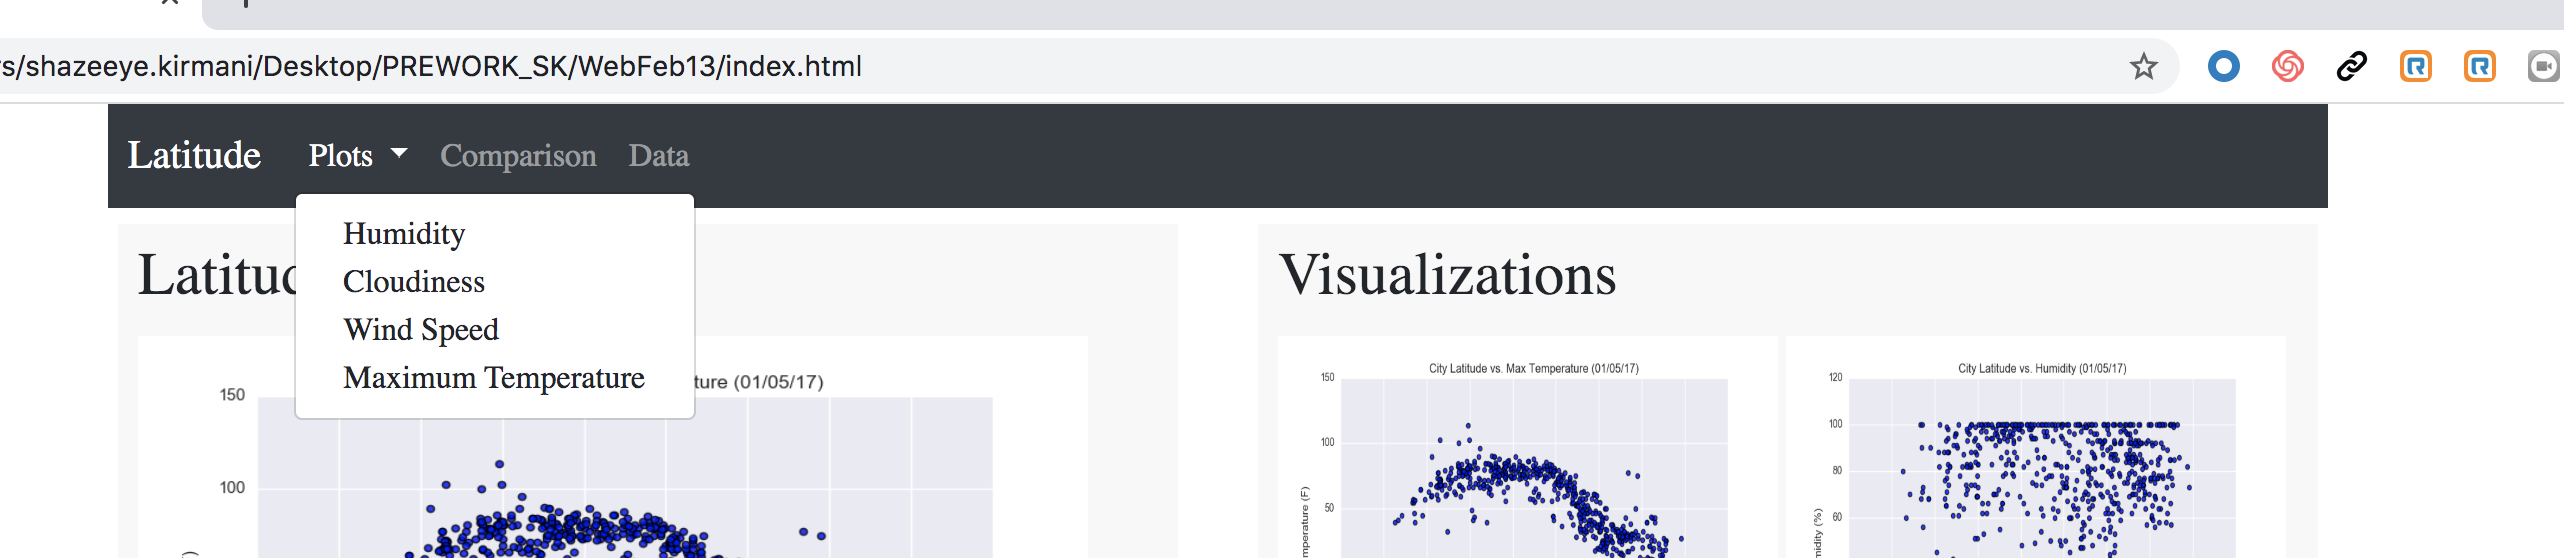 s/shazeeye.kirmani/Desktop/PREWORK_SK/WebFeb13/index.html
Latitude Plots Comparison Data
Humidity
Cloudiness
Wind Speed
Maximum Temperature
Latitud
ture (01/05/17)
150
100
Visualizations
City Latitude vs. Max Temperature (01/05/17)
150
100
50
mperature (F)
City Latitude vs. Humidity (01/05/17)
120
100
80
60
midity (%)